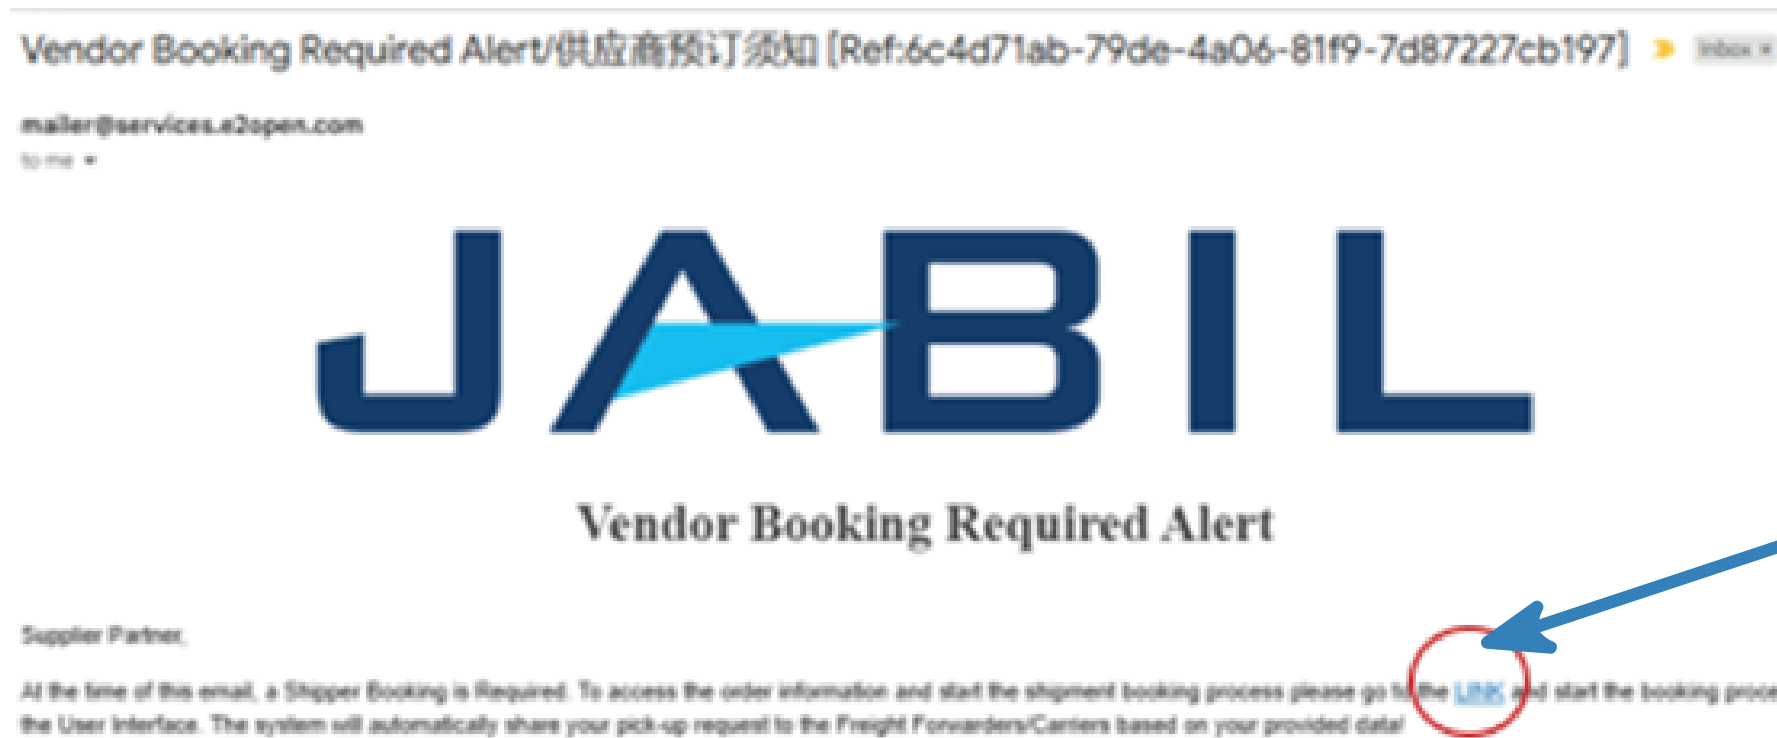 Vendor Booking Required Alert/供应商预订须知 [Ref:6c4d71ab-79de-4a06-81f9-7d87227cb197] Inbox ×
mailer@services.e2open.com
to me
JABIL
Vendor Booking Required Alert
Supplier Partner,
At the time of this email, a Shipper Booking is Required. To access the order information and start the shipment booking process please go to the LINK and start the booking proce
the User Interface. The system will automatically share your pick-up request to the Freight Forwarders/Carriers based on your provided data!